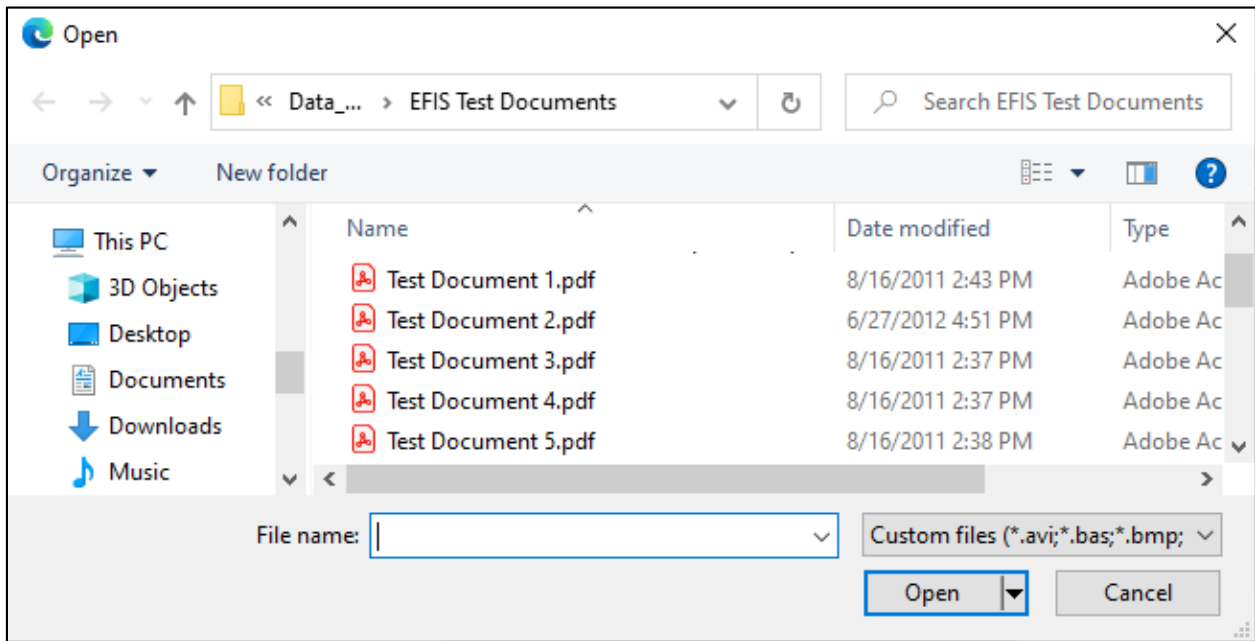 Open
« Data_... > EFIS Test Documents
Search EFIS Test Documents
Organize New folder
?
This PC
3D Objects
Desktop
Documents
Downloads
Music
Name Date modified Type
Test Document 1.pdf 8/16/2011 2:43 PM Adobe Ac
Test Document 2.pdf 6/27/2012 4:51 PM Adobe Ac
Test Document 3.pdf 8/16/2011 2:37 PM Adobe Ac
Test Document 4.pdf 8/16/2011 2:37 PM Adobe Ac
Test Document 5.pdf 8/16/2011 2:38 PM Adobe Ac
File name:
Custom files (*.avi;*.bas;*.bmp;
Open Cancel